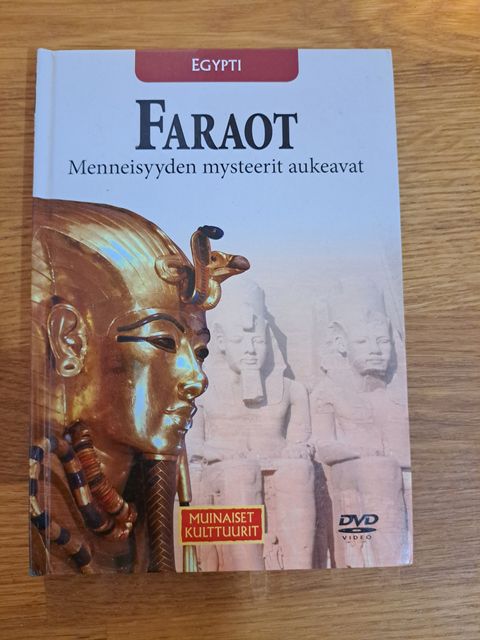 EGYPTI
FARAOT
Menneisyyden mysteerit aukeavat
MUINAISET
KULTTUURIT
DVD
VIDEO